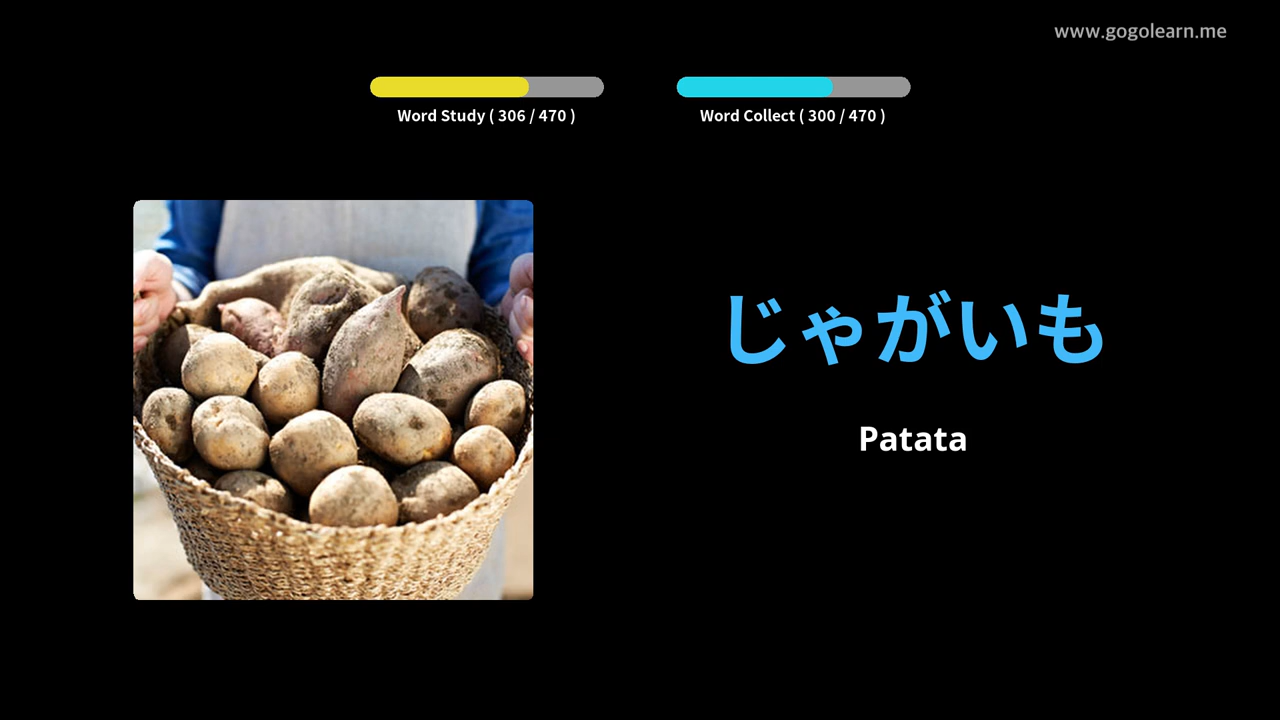 www.gogolearn.me
Word Study ( 306 / 470 )
Word Collect ( 300 / 470 )
じゃがいも
Patata